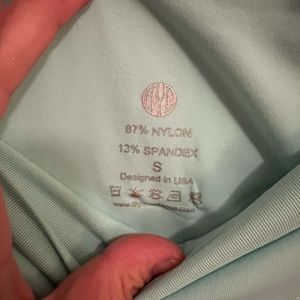 87% NYLON
13% SPANDEX
S
Designed in USA